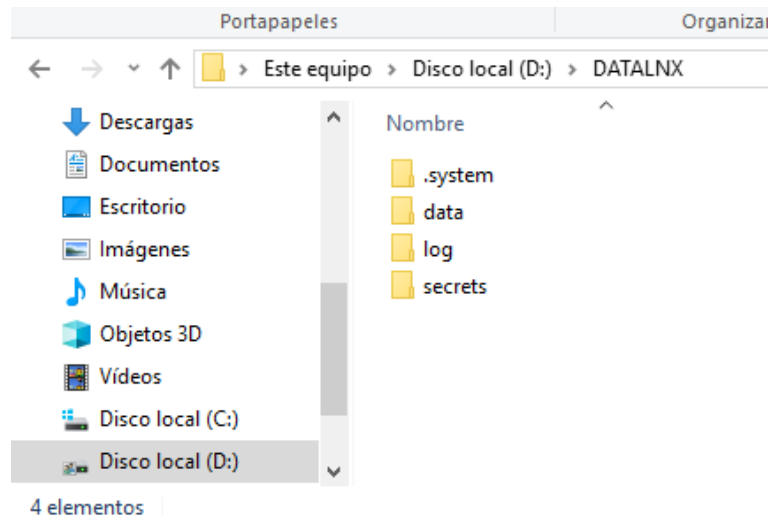 Portapapeles
Organizar
Este equipo > Disco local (D:) > DATALNX
Descargas
Documentos
Escritorio
Imágenes
Música
Objetos 3D
Vídeos
Disco local (C:)
Disco local (D:)
Nombre
.system
data
log
secrets
4 elementos